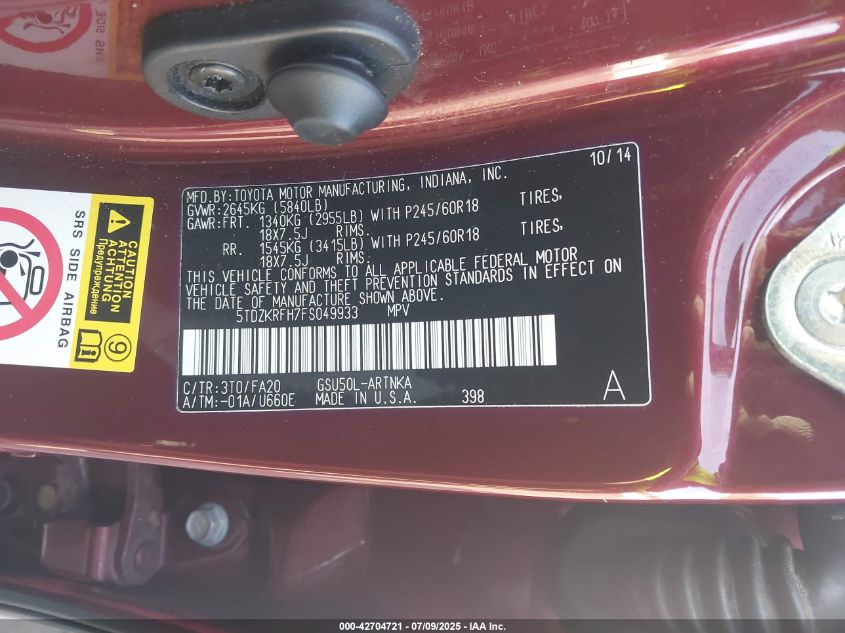 MFD.BY:TOYOTA MOTOR MANUFACTURING, INDIANA, INC. 10/14
GVWR:2645KG (5840LB)
GAWR:FRT. 1340KG (2955LB) WITH P245/60R18 TIRES,
18X7.5J RIMS.
RR. 1545KG (3415LB) WITH P245/60R18 TIRES,
18X7.5J RIMS.
THIS VEHICLE CONFORMS TO ALL APPLICABLE FEDERAL MOTOR
VEHICLE SAFETY AND THEFT PREVENTION STANDARDS IN EFFECT ON
THE DATE OF MANUFACTURE SHOWN ABOVE.
5TDZKRFH7FS049933 MPV
C/TR:3T0/FA20 GSU50L-ARTNKA
A/TM:-01A/U660E MADE IN U.S.A. 398 A
SRS SIDE AIRBAG
CAUTION
ATTENTION
ACHTUNG
Предупреждение
9
000-42704721 | 07/09/2025 - IAA Inc.